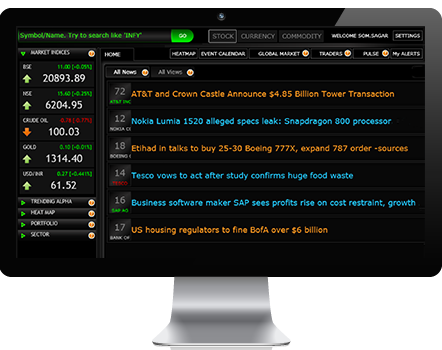 Symbol/Name. Try to search like 'INFY'
GO
STOCK CURRENCY COMMODITY
WELCOME SOM.SAGAR
SETTINGS
MARKET INDICES
BSE 11.00 (-0.05%)
20893.89
NSE 15.60 (-0.25%)
6204.95
CRUDE OIL -0.78 (-0.77%)
100.03
GOLD 0.10 (-0.01%)
1314.40
USD/INR 0.27 (-0.441%)
61.52
TRENDING ALPHA
HEAT MAP
PORTFOLIO
SECTOR
HOME
HEATMAP
EVENT CALENDAR
GLOBAL MARKET
TRADERS
PULSE
My ALERTS
All News
All Views
72 AT&T and Crown Castle Announce $4.85 Billion Tower Transaction
AT&T INC
12 Nokia Lumia 1520 alleged specs leak: Snapdragon 800 processor
NOKIA
18 Etihad in talks to buy 25-30 Boeing 777X, expand 787 order -sources
BOEING
14 Tesco vows to act after study confirms huge food waste
TESCO
16 Business software maker SAP sees profits rise on cost restraint, growth
SAP
17 US housing regulators to fine BofA over $6 billion
BANK OF